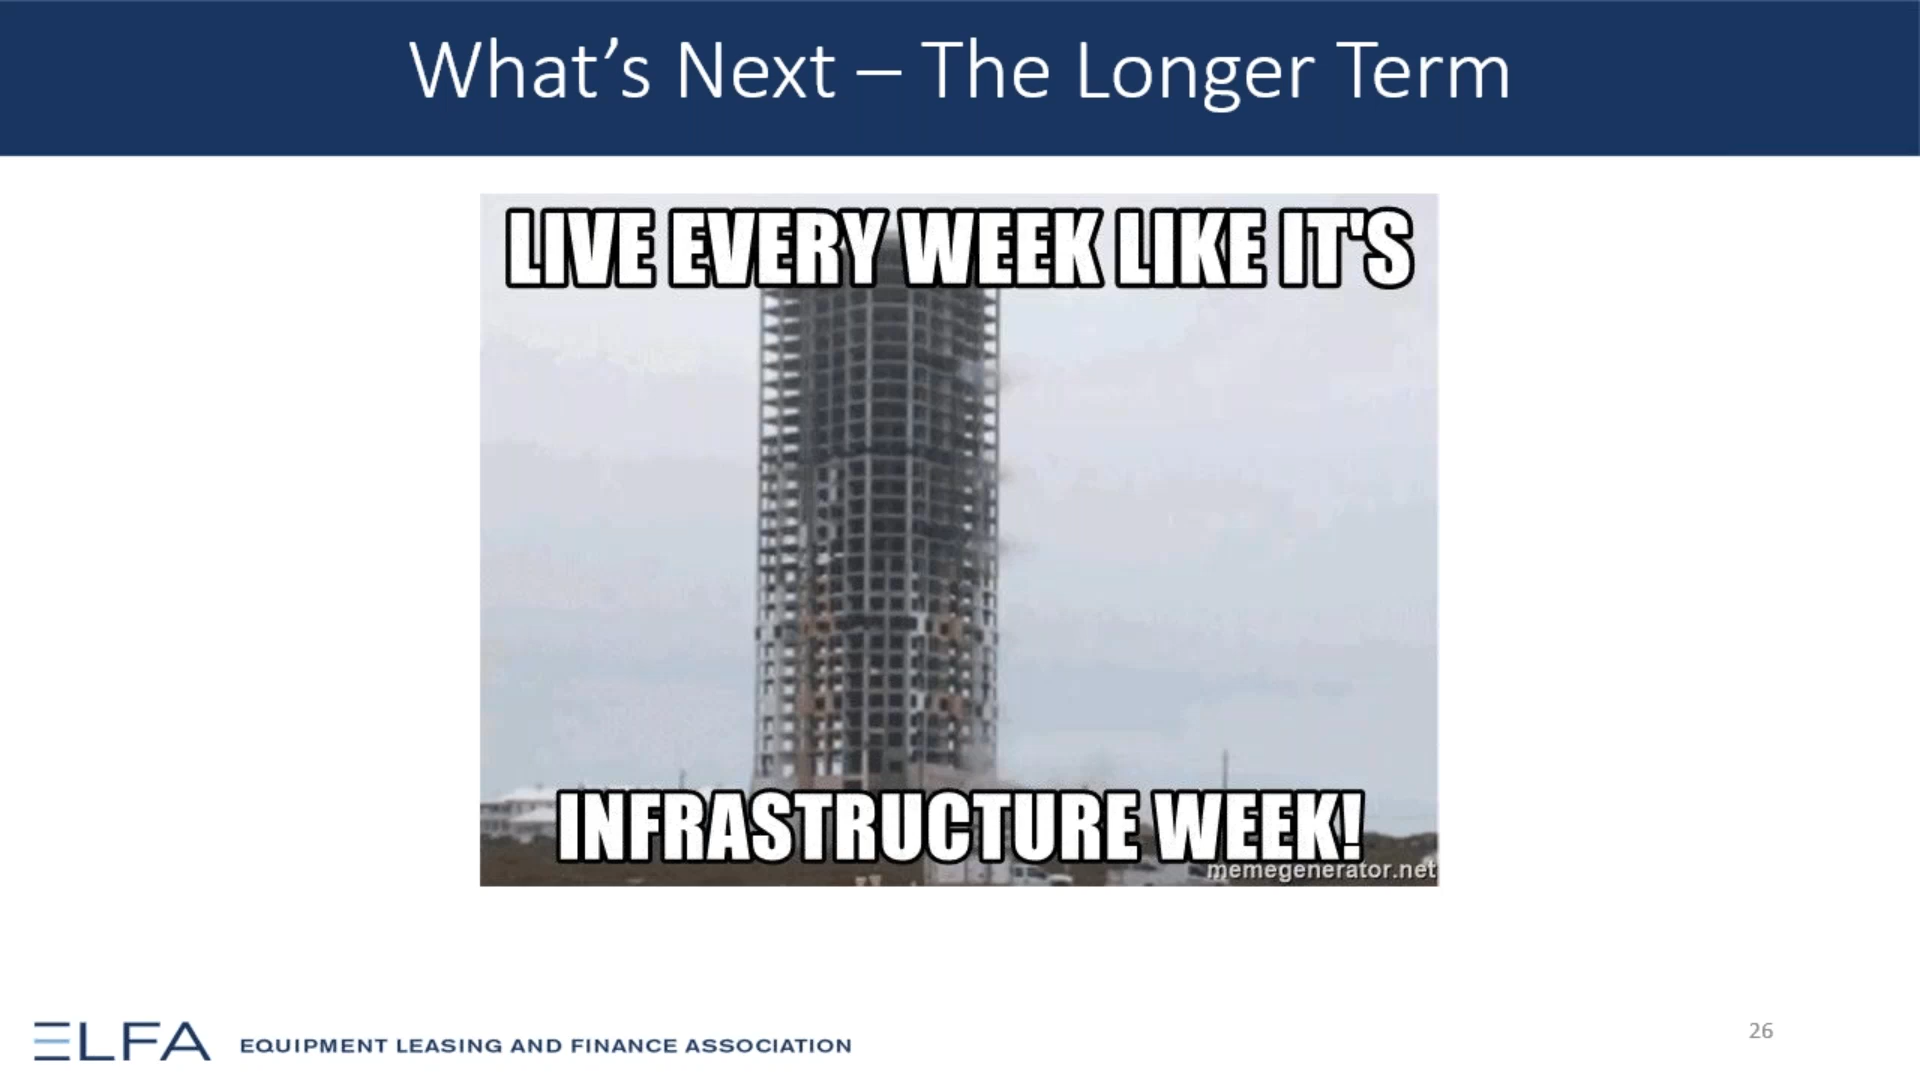 What’s Next – The Longer Term
LIVE EVERY WEEK LIKE IT'S
INFRASTRUCTURE WEEK!
memegenerator.net
ELFA EQUIPMENT LEASING AND FINANCE ASSOCIATION
26